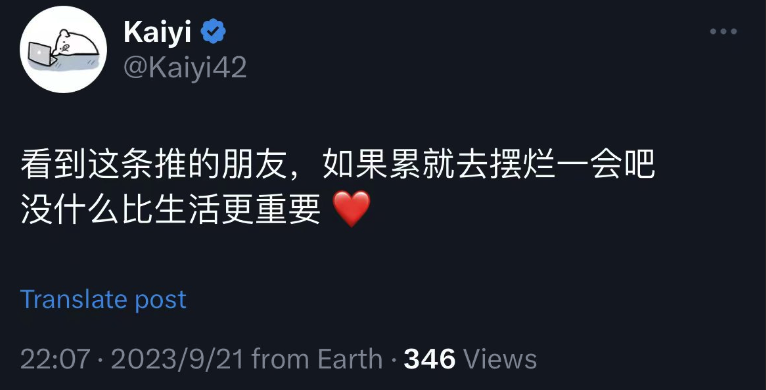 Kaiyi
@Kaiyi42
看到这条推的朋友，如果累就去摆烂一会吧
没什么比生活更重要 ❤️
Translate post
22:07 · 2023/9/21 from Earth · 346 Views